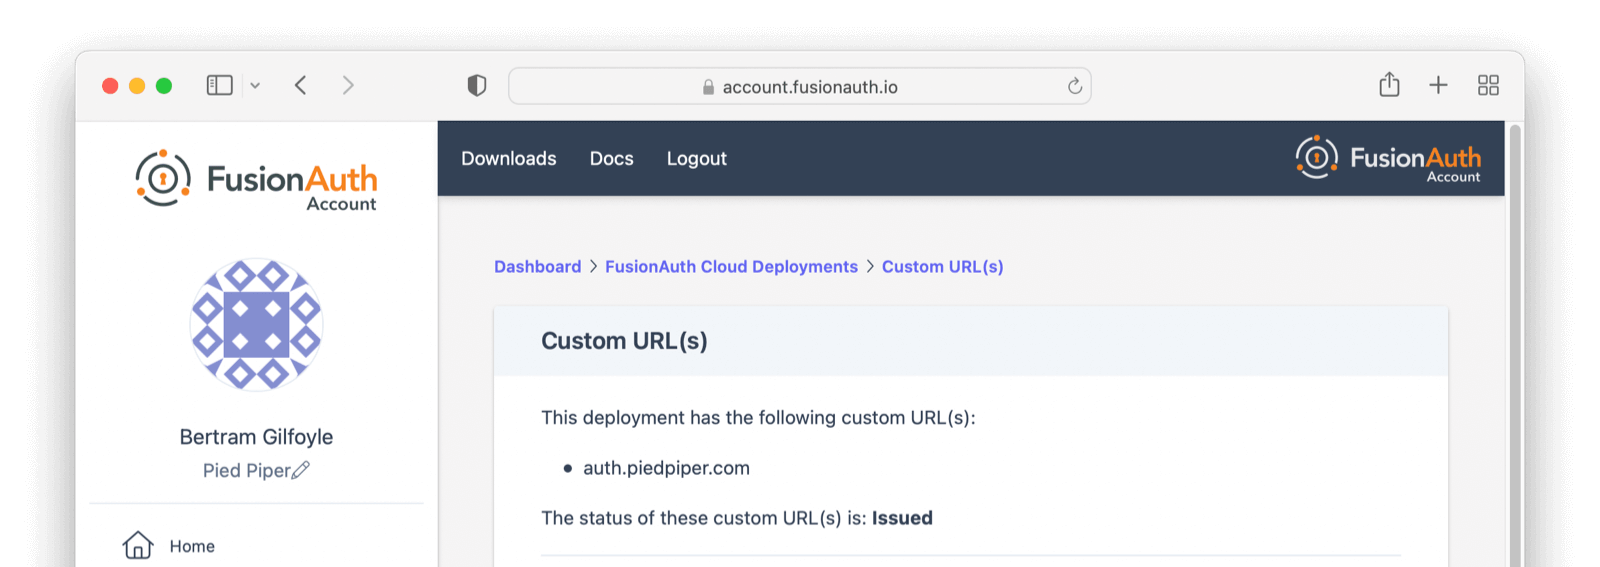 account.fusionauth.io
FusionAuth
Account
Bertram Gilfoyle
Pied Piper
Home
Downloads Docs Logout
FusionAuth
Account
Dashboard > FusionAuth Cloud Deployments > Custom URL(s)
Custom URL(s)
This deployment has the following custom URL(s):
• auth.piedpiper.com
The status of these custom URL(s) is: Issued